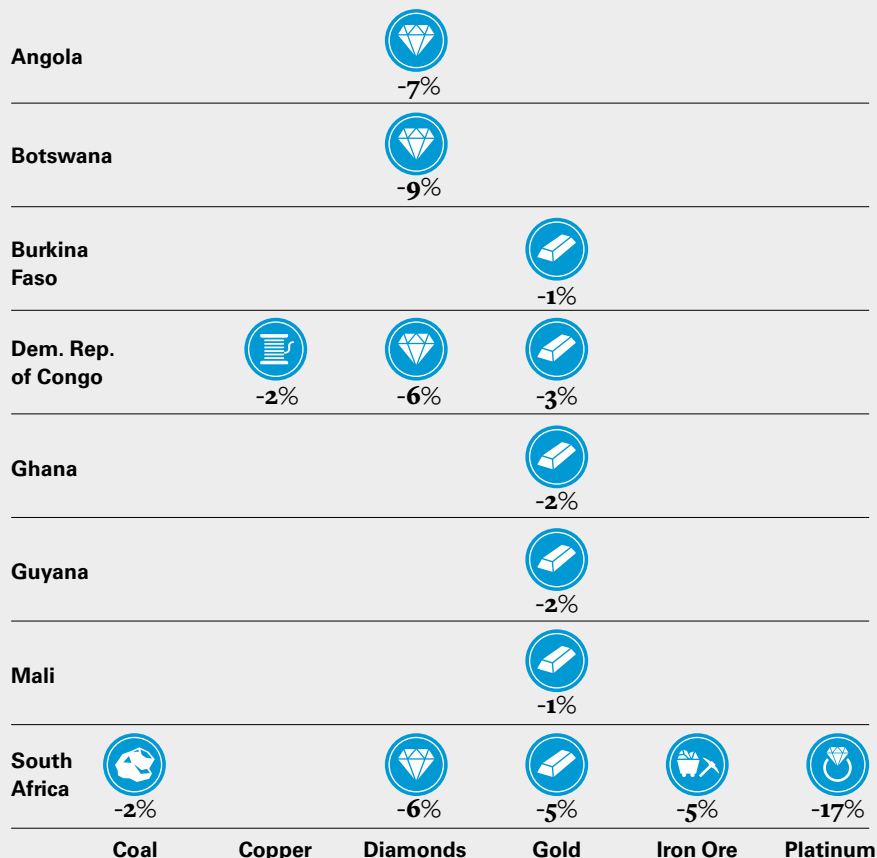 Angola
-7%
Botswana
-9%
Burkina
Faso
-1%
Dem. Rep.
of Congo
-2% -6% -3%
Ghana
-2%
Guyana
-2%
Mali
-1%
South
Africa
-2% -6% -5% -5% -17%
Coal Copper Diamonds Gold Iron Ore Platinum